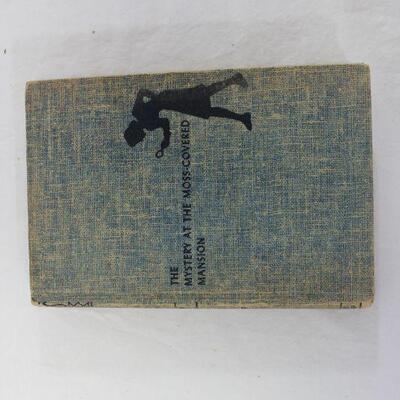 THE
MYSTERY AT THE MOSS-COVERED
MANSION